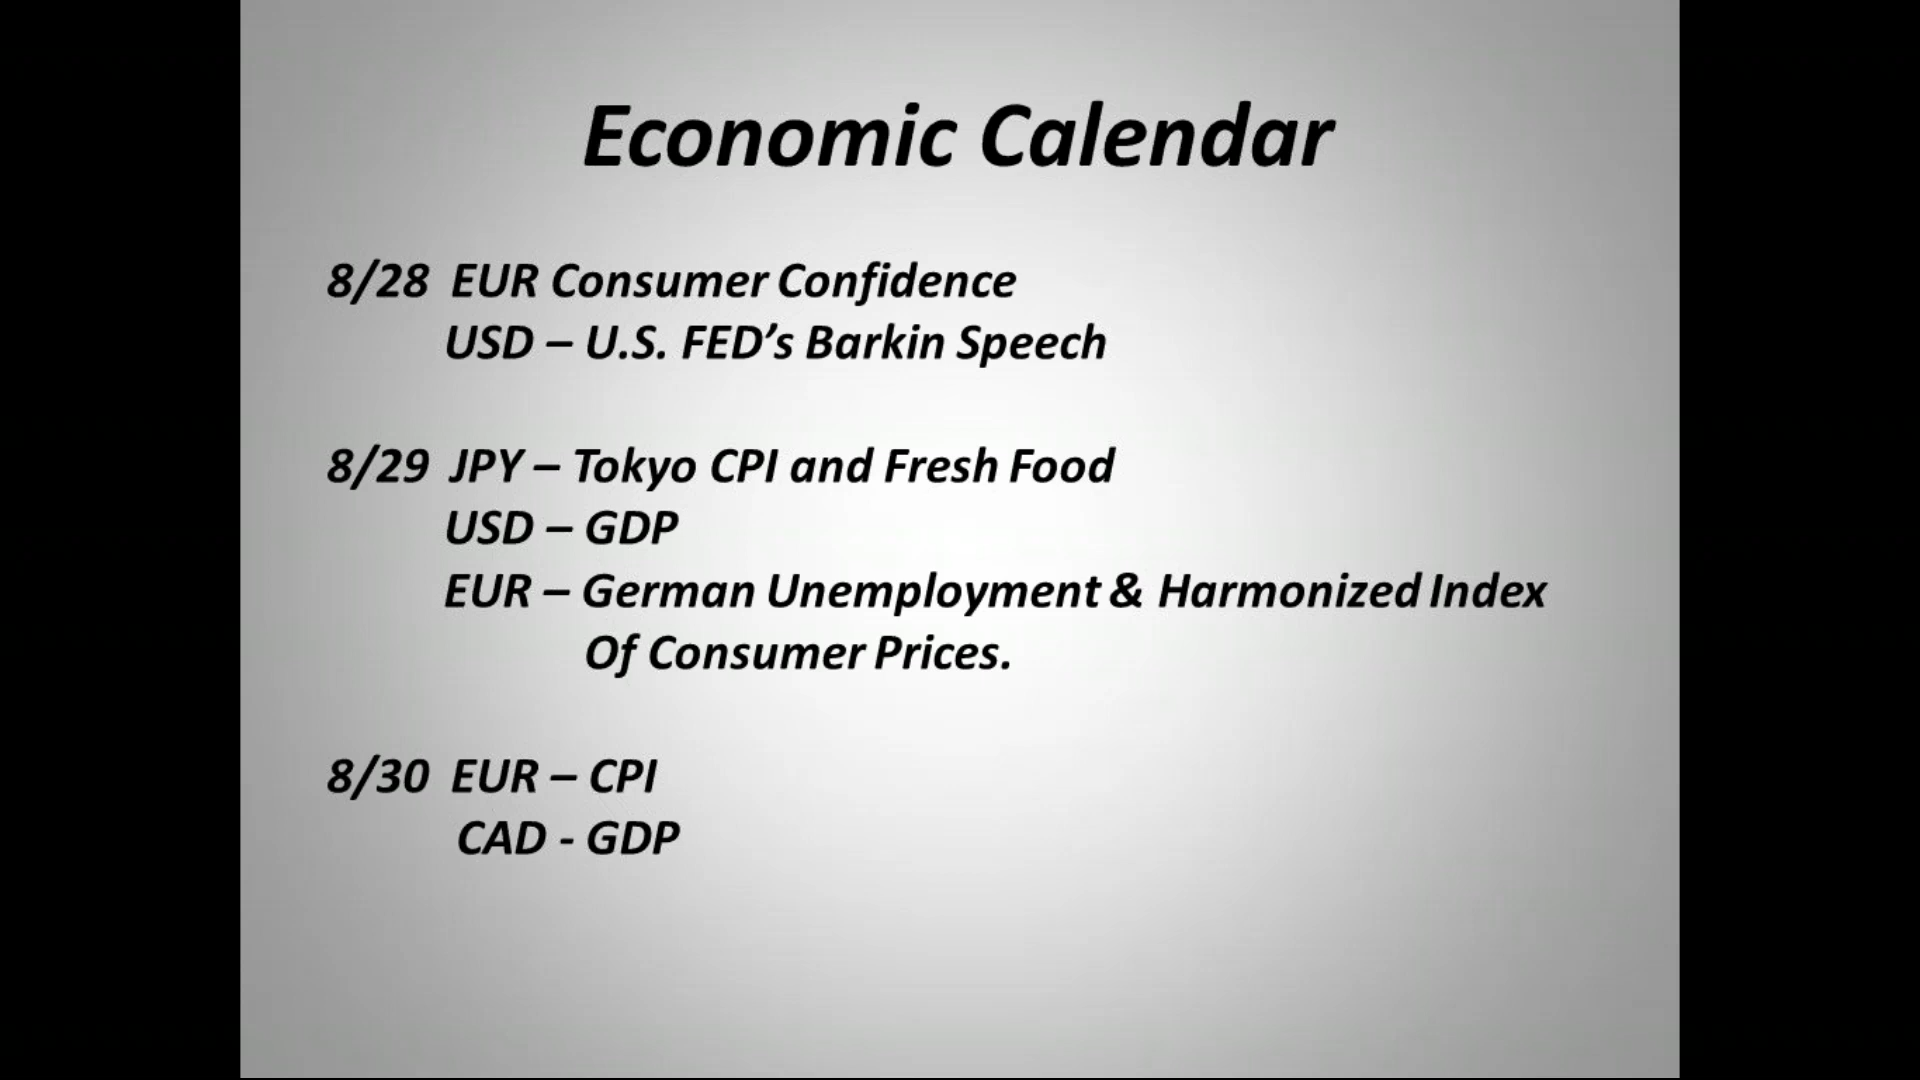 Economic Calendar
8/28 EUR Consumer Confidence
USD – U.S. FED’s Barkin Speech
8/29 JPY – Tokyo CPI and Fresh Food
USD – GDP
EUR – German Unemployment & Harmonized Index
Of Consumer Prices.
8/30 EUR – CPI
CAD - GDP